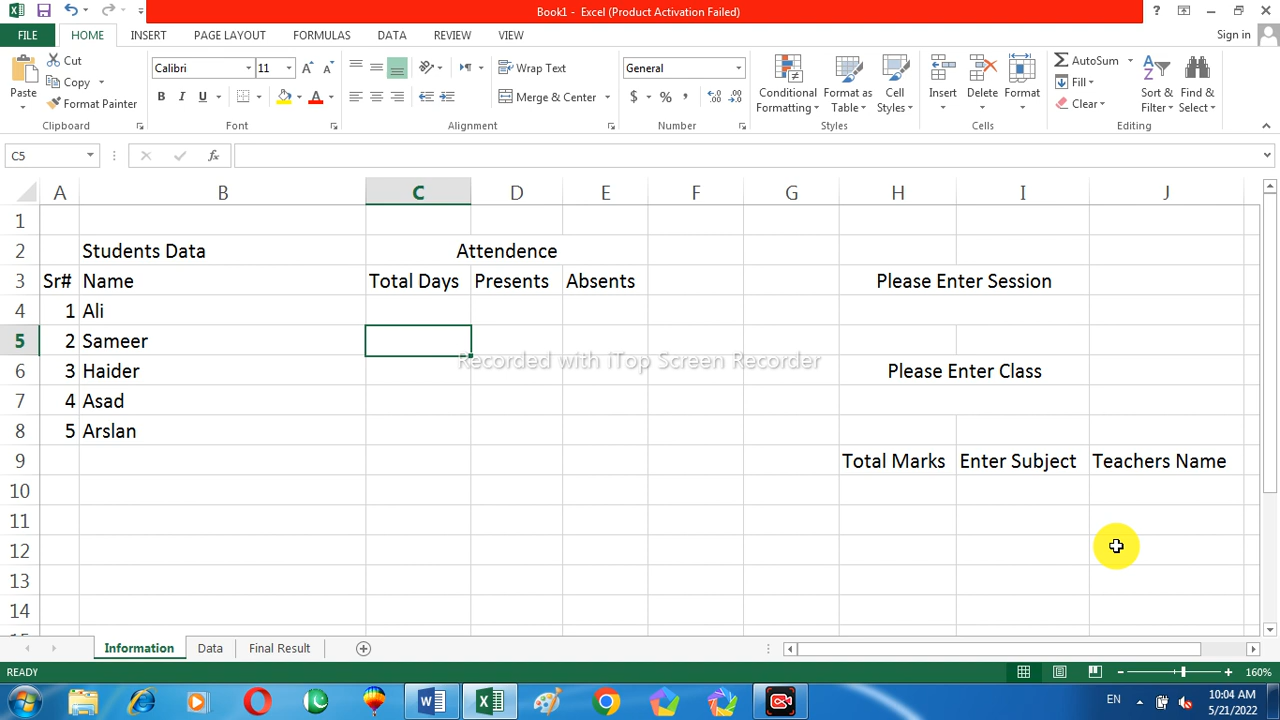 Book1 - Excel (Product Activation Failed)
Sign in
FILE HOME INSERT PAGE LAYOUT FORMULAS DATA REVIEW VIEW
Cut
Copy
Format Painter
Paste
Clipboard
Calibri 11
B I U A
Font
Wrap Text
Merge & Center
Alignment
General
$ % ,
Number
Conditional Formatting
Format as Table
Cell Styles
Styles
Insert Delete Format
Cells
AutoSum
Fill
Clear
Sort & Filter
Find & Select
Editing
C5 fx
A B C D E F G H I J
1
2 Students Data Attendence
3 Sr# Name Total Days Presents Absents Please Enter Session
4 1 Ali
5 2 Sameer
Recorded with iTop Screen Recorder
6 3 Haider Please Enter Class
7 4 Asad
8 5 Arslan
9 Total Marks Enter Subject Teachers Name
10
11
12
13
14
Information Data Final Result
READY 160%
EN 10:04 AM
5/21/2022